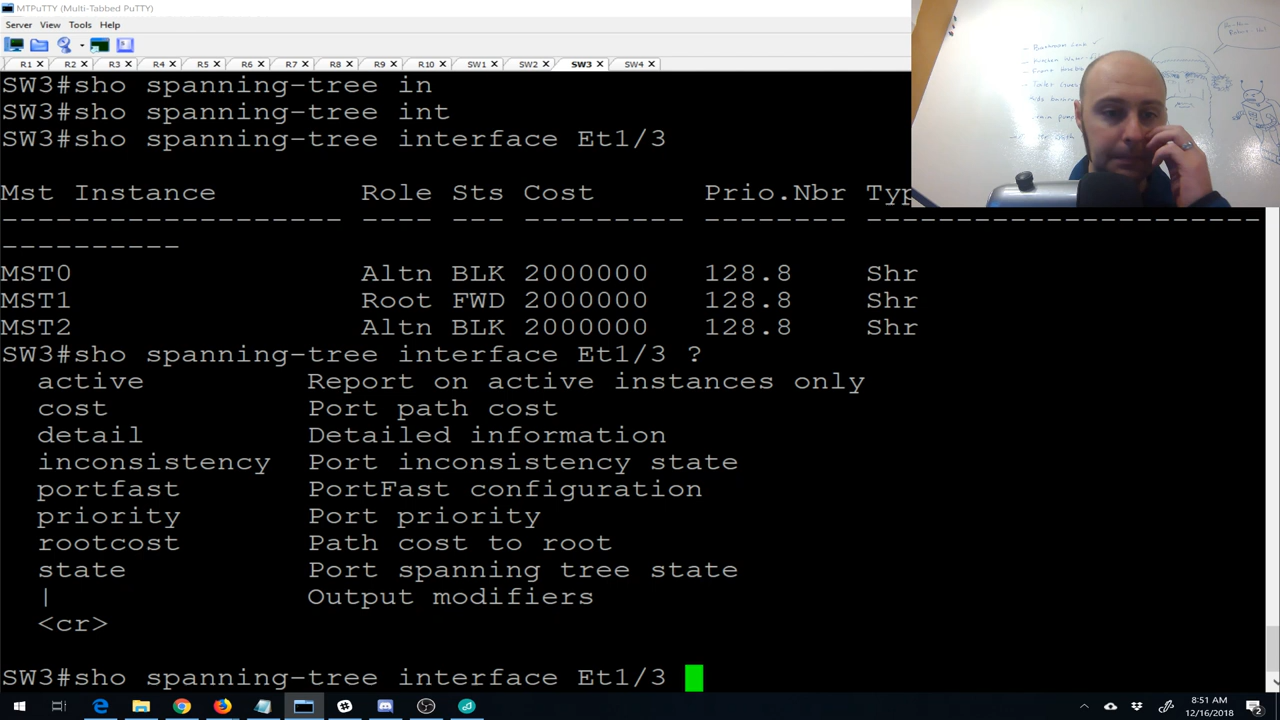 MTPuTTY (Multi-Tabbed PuTTY)
Server View Tools Help
R1 R2 R3 R4 R5 R6 R7 R8 R9 R10 SW1 SW2 SW3 SW4
SW3#sho spanning-tree in
SW3#sho spanning-tree int
SW3#sho spanning-tree interface Et1/3
Mst Instance Role Sts Cost Prio.Nbr Typ
------------------- ---- --- --------- -------- ----------------------
----------
MST0 Altn BLK 2000000 128.8 Shr
MST1 Root FWD 2000000 128.8 Shr
MST2 Altn BLK 2000000 128.8 Shr
SW3#sho spanning-tree interface Et1/3 ?
active Report on active instances only
cost Port path cost
detail Detailed information
inconsistency Port inconsistency state
portfast PortFast configuration
priority Port priority
rootcost Path cost to root
state Port spanning tree state
| Output modifiers
<cr>
SW3#sho spanning-tree interface Et1/3
8:51 AM
12/16/2018
2